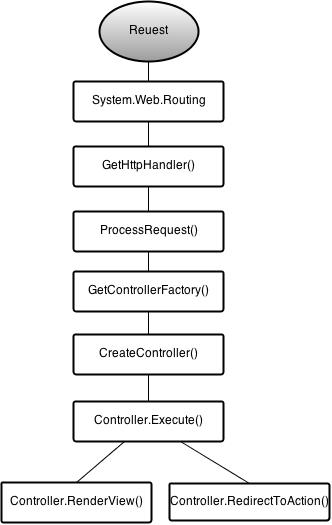 Reuest
System.Web.Routing
GetHttpHandler()
ProcessRequest()
GetControllerFactory()
CreateController()
Controller.Execute()
Controller.RenderView()
Controller.RedirectToAction()